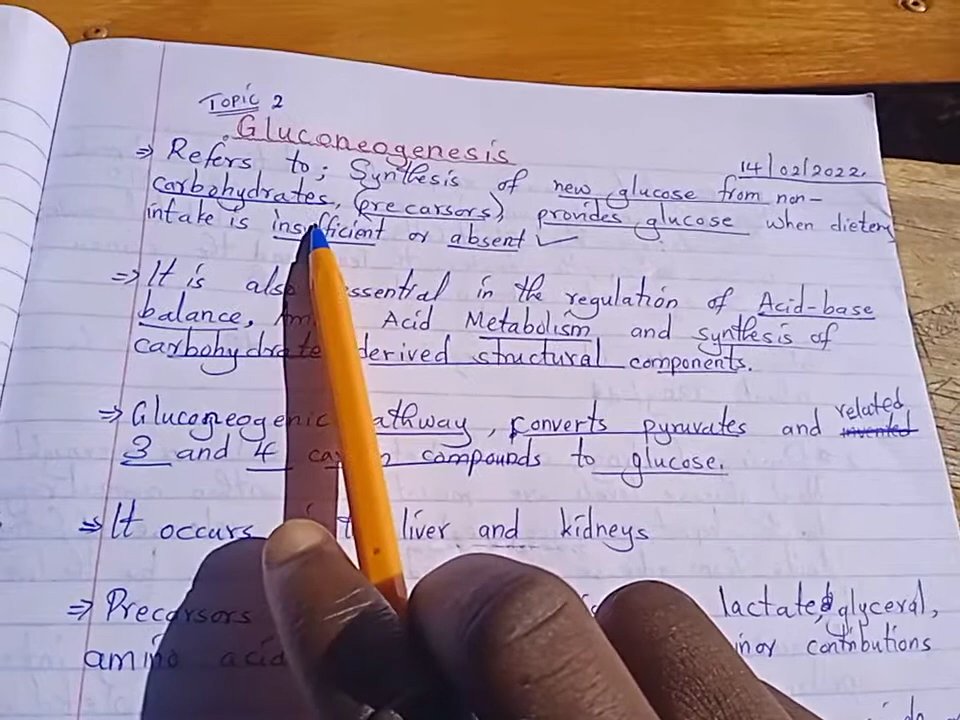 Topic 2
Gluconeogenesis
14/02/2022.
⇒ Refers to; Synthesis of new glucose from non-
carbohydrates, (precarsors), provides glucose when dietery
intake is insufficient or absent ✓
⇒ It is also essential in the regulation of Acid-base
balance, Acid Metabolism and synthesis of
carbohydrate derived structural components.
⇒ Gluconeogenic pathway, converts pyruvates and related
3 and 4 carbon compounds to glucose.
⇒ It occurs liver and kidneys
⇒ Precarsors lactate, glyceral,
amino acid contributions